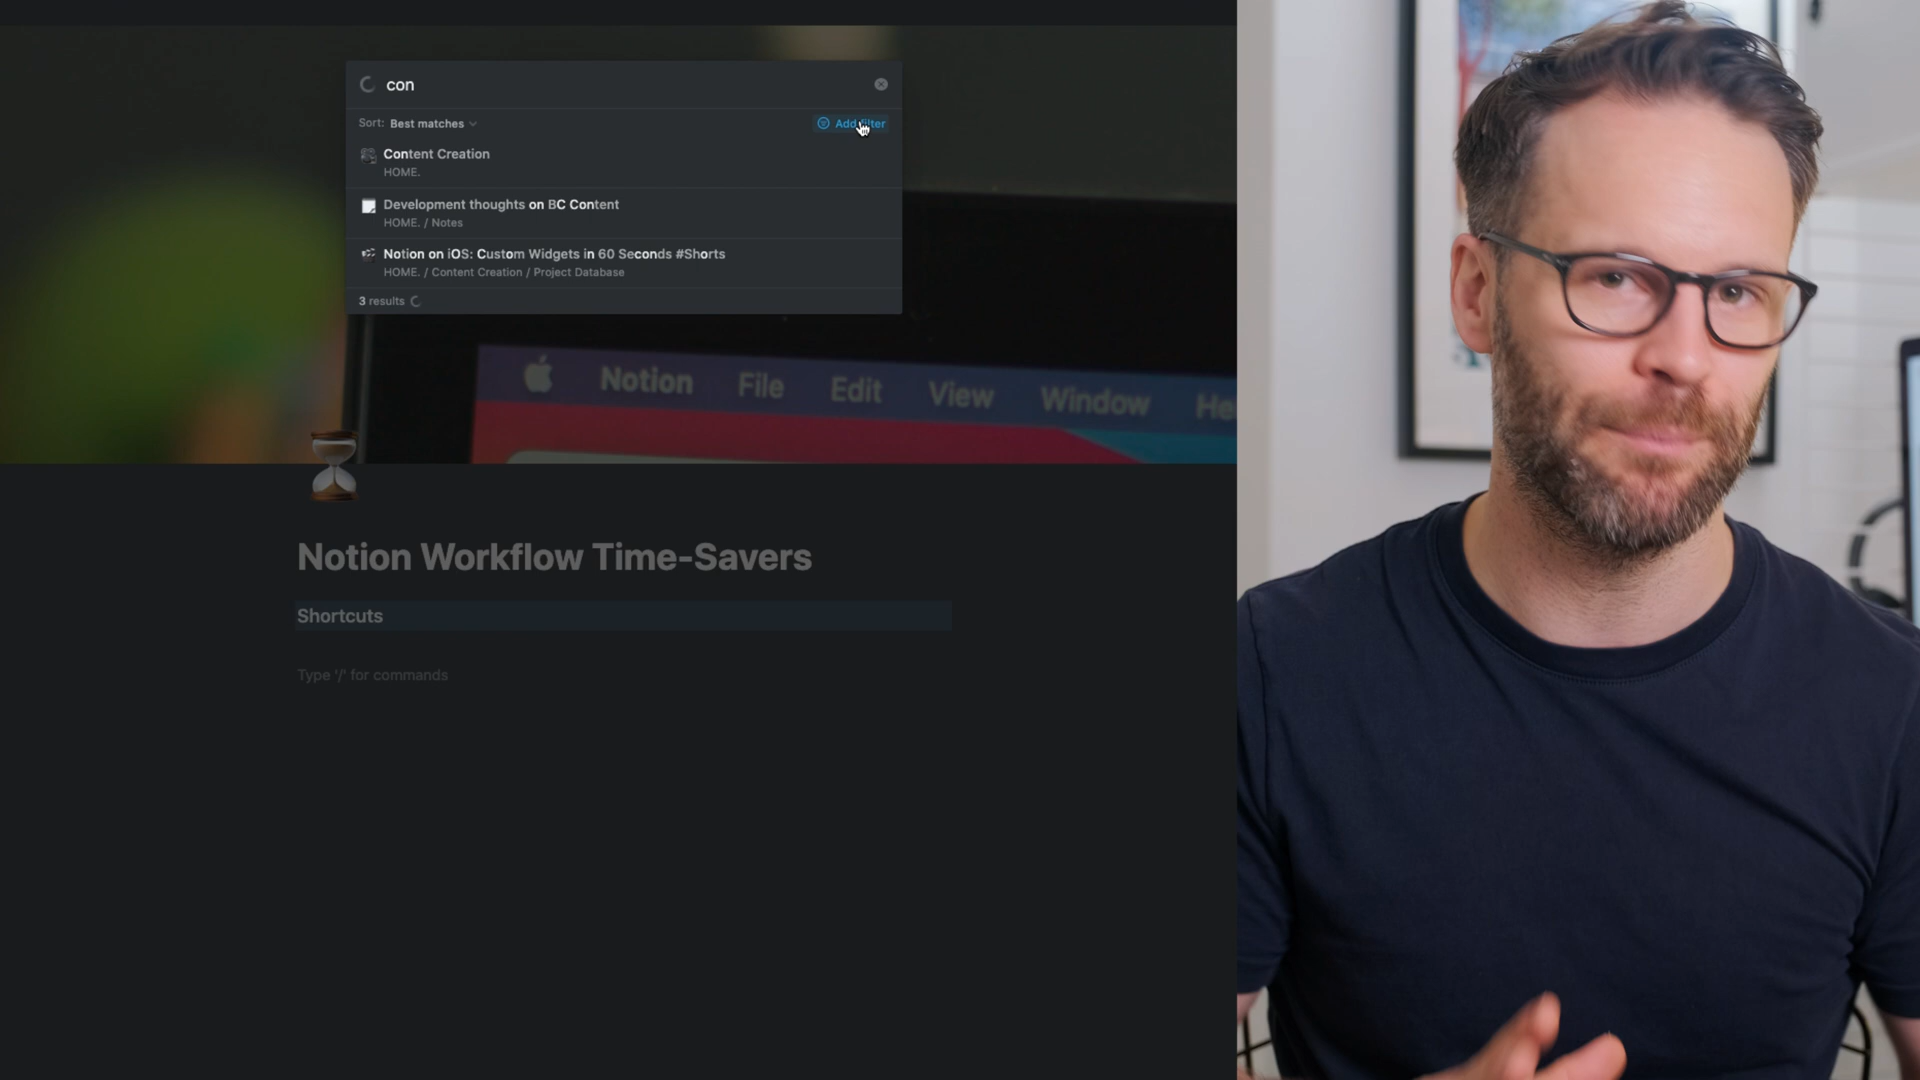 con
Sort: Best matches
Add filter
Content Creation
HOME.
Development thoughts on BC Content
HOME. / Notes
Notion on iOS: Custom Widgets in 60 Seconds #Shorts
HOME. / Content Creation / Project Database
3 results
Notion File Edit View Window He
Notion Workflow Time-Savers
Shortcuts
Type '/' for commands